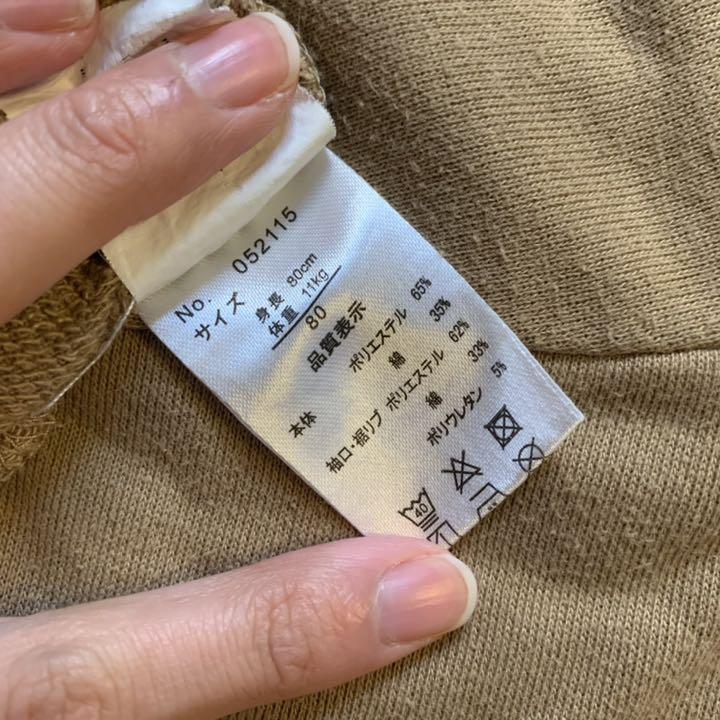 No. 052115
サイズ 身長 80cm
体重 11kg
80
品質表示
本体 ポリエステル 65%
綿 35%
袖口・裾リブ ポリエステル 62%
綿 33%
ポリウレタン 5%
40